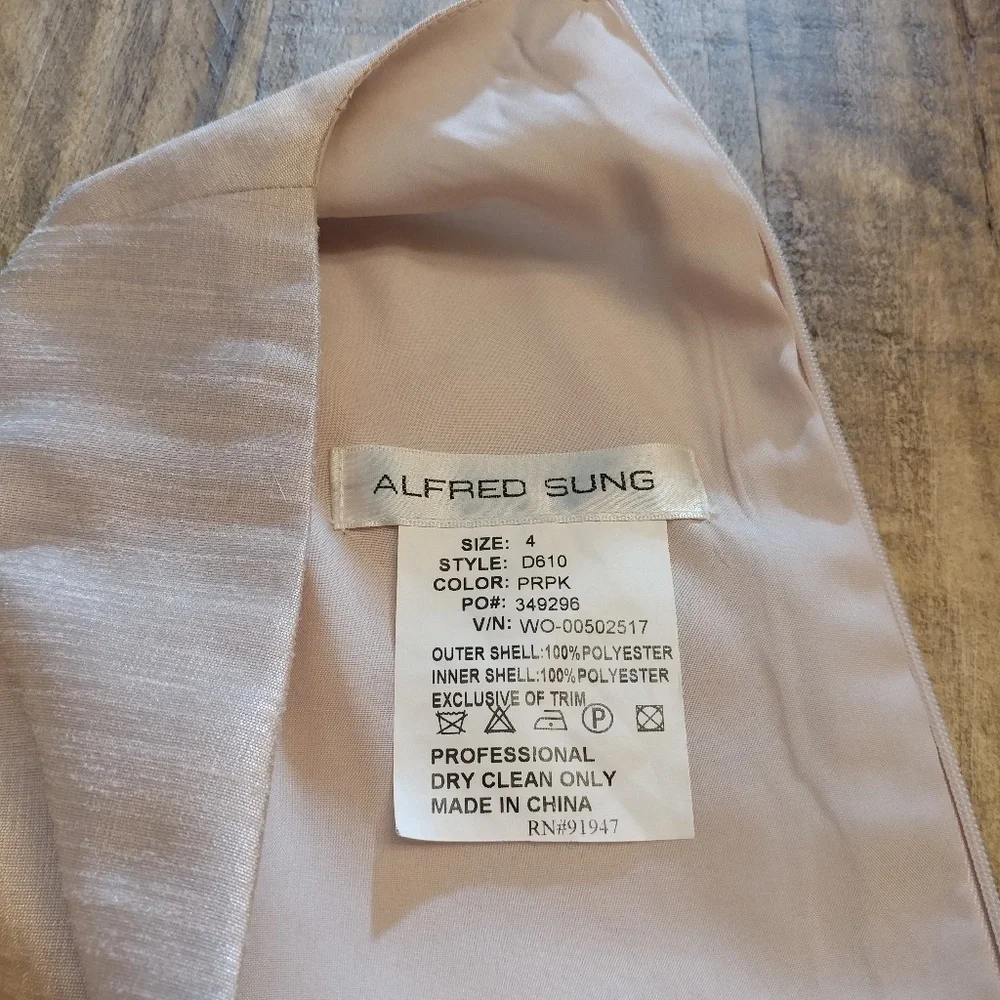 ALFRED SUNG
SIZE: 4
STYLE: D610
COLOR: PRPK
PO#: 349296
V/N: WO-00502517
OUTER SHELL:100%POLYESTER
INNER SHELL:100%POLYESTER
EXCLUSIVE OF TRIM
P
PROFESSIONAL
DRY CLEAN ONLY
MADE IN CHINA
RN#91947